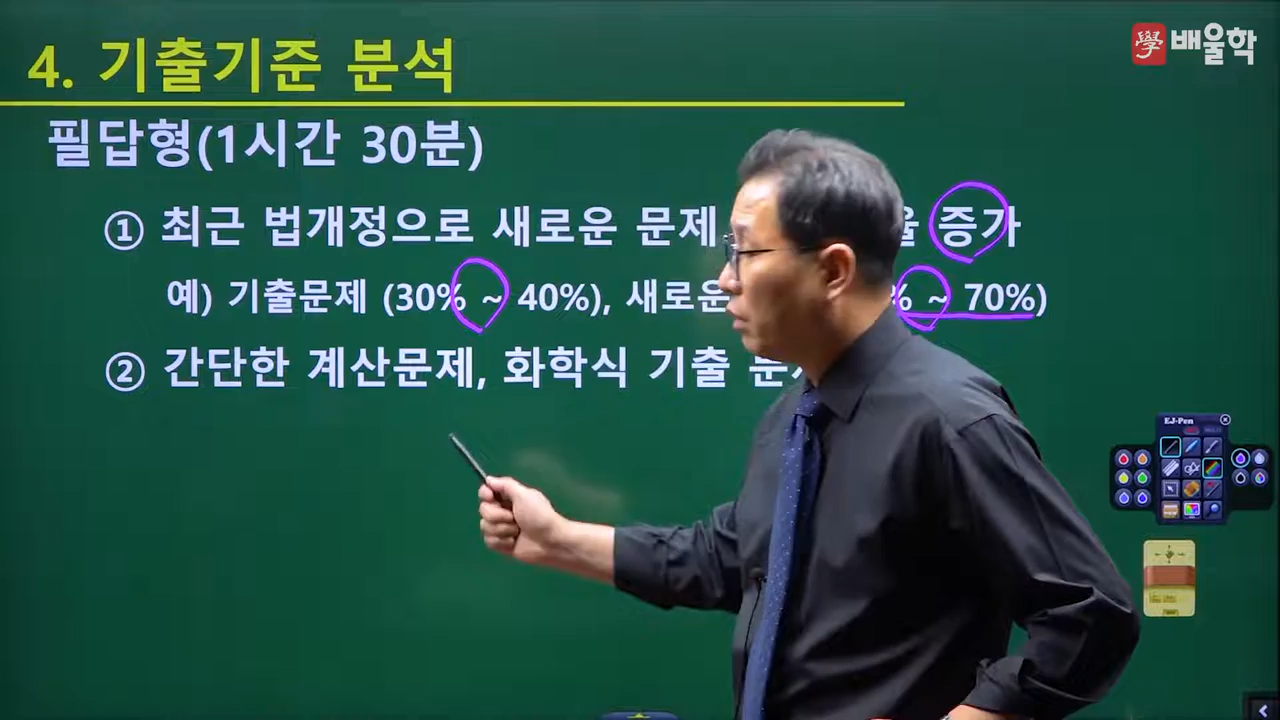 4. 기출기준 분석
學 배울학
필답형(1시간 30분)
① 최근 법개정으로 새로운 문제 증가
예) 기출문제 (30% ~ 40%), 새로운 % ~ 70%)
② 간단한 계산문제, 화학식 기출
EJ-Pen